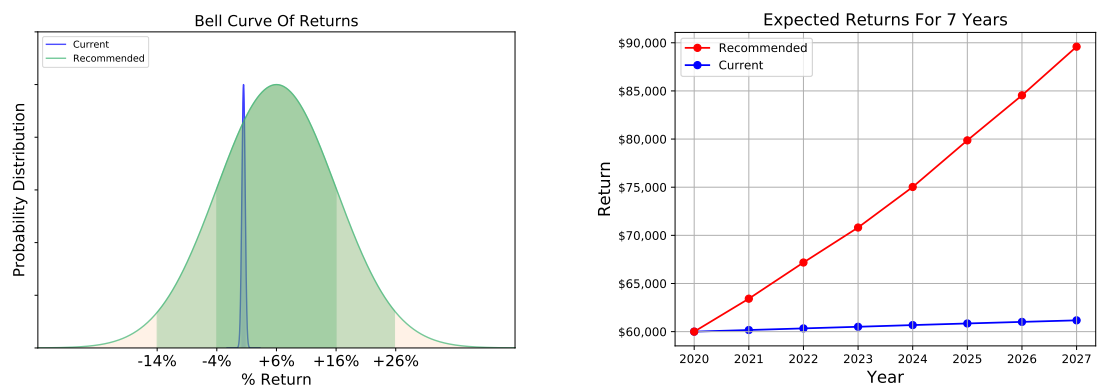 Bell Curve Of Returns
Current
Recommended
Probability Distribution
-14%
-4%
+6%
+16%
+26%
% Return
Expected Returns For 7 Years
Recommended
Current
Return
$90,000
$85,000
$80,000
$75,000
$70,000
$65,000
$60,000
2020
2021
2022
2023
2024
2025
2026
2027
Year